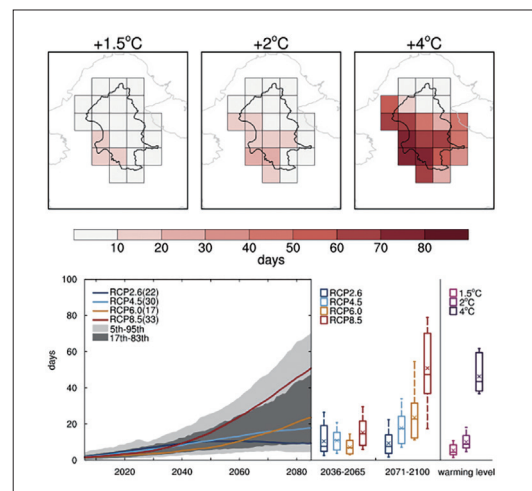 +1.5°C +2°C +4°C
10 20 30 40 50 60 70 80
days
100
80
60
40
20
0
days
RCP2.6(22)
RCP4.5(30)
RCP6.0(17)
RCP8.5(33)
5th-95th
17th-83th
2020 2040 2060 2080
RCP2.6
RCP4.5
RCP6.0
RCP8.5
2036-2065 2071-2100
1.5°C
2°C
4°C
warming level